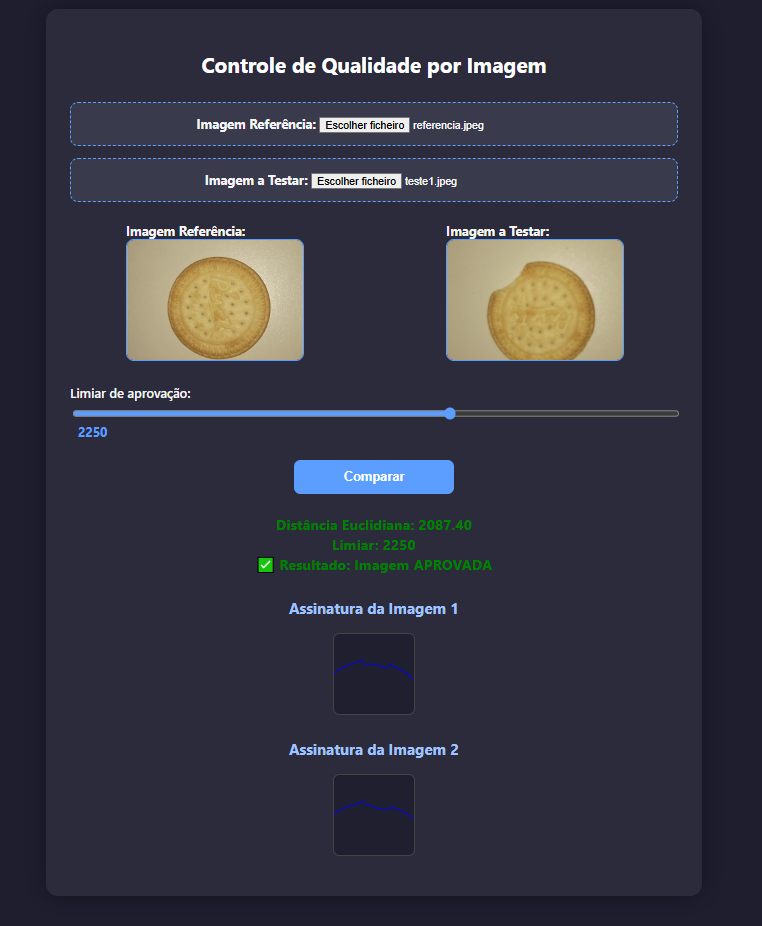 Controle de Qualidade por Imagem
Imagem Referência: Escolher ficheiro referencia.jpeg
Imagem a Testar: Escolher ficheiro teste1.jpeg
Imagem Referência:
Imagem a Testar:
Limiar de aprovação:
2250
Comparar
Distância Euclidiana: 2087.40
Limiar: 2250
✅ Resultado: Imagem APROVADA
Assinatura da Imagem 1
Assinatura da Imagem 2